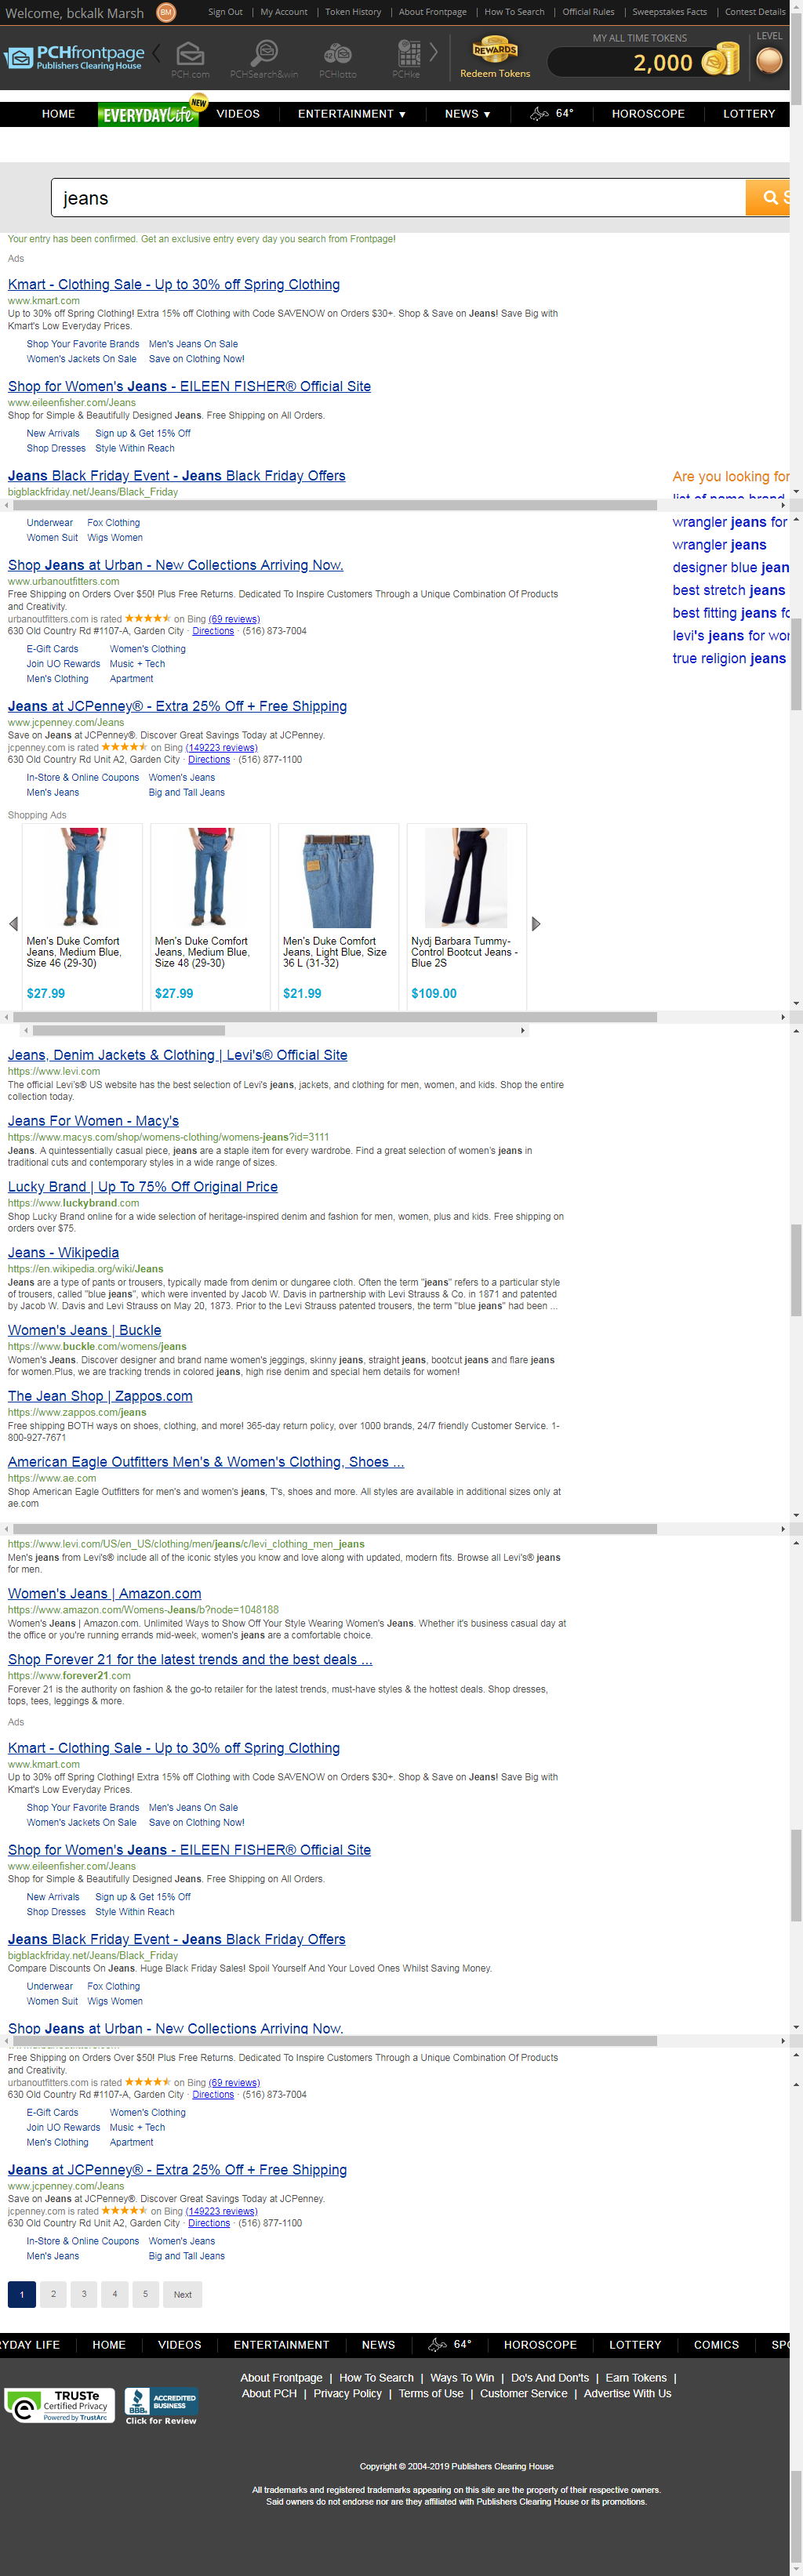 Welcome, bckalk Marsh BM Sign Out | My Account | Token History | About Frontpage | How To Search | Official Rules | Sweepstakes Facts | Contest Details
PCHfrontpage
Publishers Clearing House
PCH.com PCHSearch&win PCHlotto PCHke
REWARDS
Redeem Tokens
MY ALL TIME TOKENS
2,000
LEVEL
HOME EVERYDAY Life NEW VIDEOS ENTERTAINMENT ▼ NEWS ▼ 64° HOROSCOPE LOTTERY
jeans
Your entry has been confirmed. Get an exclusive entry every day you search from Frontpage!
Ads
Kmart - Clothing Sale - Up to 30% off Spring Clothing
www.kmart.com
Up to 30% off Spring Clothing! Extra 15% off Clothing with Code SAVENOW on Orders $30+. Shop & Save on Jeans! Save Big with
Kmart's Low Everyday Prices.
Shop Your Favorite Brands Men's Jeans On Sale
Women's Jackets On Sale Save on Clothing Now!
Shop for Women's Jeans - EILEEN FISHER® Official Site
www.eileenfisher.com/Jeans
Shop for Simple & Beautifully Designed Jeans. Free Shipping on All Orders.
New Arrivals Sign up & Get 15% Off
Shop Dresses Style Within Reach
Jeans Black Friday Event - Jeans Black Friday Offers
bigblackfriday.net/Jeans/Black_Friday
Are you looking for
list of name brand
Underwear Fox Clothing
Women Suit Wigs Women
wrangler jeans for
wrangler jeans
designer blue jean
best stretch jeans
best fitting jeans fo
levi's jeans for wor
true religion jeans
Shop Jeans at Urban - New Collections Arriving Now.
www.urbanoutfitters.com
Free Shipping on Orders Over $50! Plus Free Returns. Dedicated To Inspire Customers Through a Unique Combination Of Products
and Creativity.
urbanoutfitters.com is rated ★★★★★ on Bing (69 reviews)
630 Old Country Rd #1107-A, Garden City · Directions · (516) 873-7004
E-Gift Cards Women's Clothing
Join UO Rewards Music + Tech
Men's Clothing Apartment
Jeans at JCPenney® - Extra 25% Off + Free Shipping
www.jcpenney.com/Jeans
Save on Jeans at JCPenney®. Discover Great Savings Today at JCPenney.
jcpenney.com is rated ★★★★★ on Bing (149223 reviews)
630 Old Country Rd Unit A2, Garden City · Directions · (516) 877-1100
In-Store & Online Coupons Women's Jeans
Men's Jeans Big and Tall Jeans
Shopping Ads
Men's Duke Comfort
Jeans, Medium Blue,
Size 46 (29-30)
$27.99
Men's Duke Comfort
Jeans, Medium Blue,
Size 48 (29-30)
$27.99
Men's Duke Comfort
Jeans, Light Blue, Size
36 L (31-32)
$21.99
Nydj Barbara Tummy-
Control Bootcut Jeans -
Blue 2S
$109.00
Jeans, Denim Jackets & Clothing | Levi's® Official Site
https://www.levi.com
The official Levi's® US website has the best selection of Levi's jeans, jackets, and clothing for men, women, and kids. Shop the entire
collection today.
Jeans For Women - Macy's
https://www.macys.com/shop/womens-clothing/womens-jeans?id=3111
Jeans. A quintessentially casual piece, jeans are a staple item for every wardrobe. Find a great selection of women's jeans in
traditional cuts and contemporary styles in a wide range of sizes.
Lucky Brand | Up To 75% Off Original Price
https://www.luckybrand.com
Shop Lucky Brand online for a wide selection of heritage-inspired denim and fashion for men, women, plus and kids. Free shipping on
orders over $75.
Jeans - Wikipedia
https://en.wikipedia.org/wiki/Jeans
Jeans are a type of pants or trousers, typically made from denim or dungaree cloth. Often the term "jeans" refers to a particular style
of trousers, called "blue jeans", which were invented by Jacob W. Davis in partnership with Levi Strauss & Co. in 1871 and patented
by Jacob W. Davis and Levi Strauss on May 20, 1873. Prior to the Levi Strauss patented trousers, the term "blue jeans" had been ...
Women's Jeans | Buckle
https://www.buckle.com/womens/jeans
Women's Jeans. Discover designer and brand name women's jeggings, skinny jeans, straight jeans, bootcut jeans and flare jeans
for women.Plus, we are tracking trends in colored jeans, high rise denim and special hem details for women!
The Jean Shop | Zappos.com
https://www.zappos.com/jeans
Free shipping BOTH ways on shoes, clothing, and more! 365-day return policy, over 1000 brands, 24/7 friendly Customer Service. 1-
800-927-7671
American Eagle Outfitters Men's & Women's Clothing, Shoes ...
https://www.ae.com
Shop American Eagle Outfitters for men's and women's jeans, T's, shoes and more. All styles are available in additional sizes only at
ae.com
https://www.levi.com/US/en_US/clothing/men/jeans/c/levi_clothing_men_jeans
Men's jeans from Levi's® include all of the iconic styles you know and love along with updated, modern fits. Browse all Levi's® jeans
for men.
Women's Jeans | Amazon.com
https://www.amazon.com/Womens-Jeans/b?node=1048188
Women's Jeans | Amazon.com. Unlimited Ways to Show Off Your Style Wearing Women's Jeans. Whether it's business casual day at
the office or you're running errands mid-week, women's jeans are a comfortable choice.
Shop Forever 21 for the latest trends and the best deals ...
https://www.forever21.com
Forever 21 is the authority on fashion & the go-to retailer for the latest trends, must-have styles & the hottest deals. Shop dresses,
tops, tees, leggings & more.
Ads
Kmart - Clothing Sale - Up to 30% off Spring Clothing
www.kmart.com
Up to 30% off Spring Clothing! Extra 15% off Clothing with Code SAVENOW on Orders $30+. Shop & Save on Jeans! Save Big with
Kmart's Low Everyday Prices.
Shop Your Favorite Brands Men's Jeans On Sale
Women's Jackets On Sale Save on Clothing Now!
Shop for Women's Jeans - EILEEN FISHER® Official Site
www.eileenfisher.com/Jeans
Shop for Simple & Beautifully Designed Jeans. Free Shipping on All Orders.
New Arrivals Sign up & Get 15% Off
Shop Dresses Style Within Reach
Jeans Black Friday Event - Jeans Black Friday Offers
bigblackfriday.net/Jeans/Black_Friday
Compare Discounts On Jeans. Huge Black Friday Sales! Spoil Yourself And Your Loved Ones Whilst Saving Money.
Underwear Fox Clothing
Women Suit Wigs Women
Shop Jeans at Urban - New Collections Arriving Now.
Free Shipping on Orders Over $50! Plus Free Returns. Dedicated To Inspire Customers Through a Unique Combination Of Products
and Creativity.
urbanoutfitters.com is rated ★★★★★ on Bing (69 reviews)
630 Old Country Rd #1107-A, Garden City · Directions · (516) 873-7004
E-Gift Cards Women's Clothing
Join UO Rewards Music + Tech
Men's Clothing Apartment
Jeans at JCPenney® - Extra 25% Off + Free Shipping
www.jcpenney.com/Jeans
Save on Jeans at JCPenney®. Discover Great Savings Today at JCPenney.
jcpenney.com is rated ★★★★★ on Bing (149223 reviews)
630 Old Country Rd Unit A2, Garden City · Directions · (516) 877-1100
In-Store & Online Coupons Women's Jeans
Men's Jeans Big and Tall Jeans
1 2 3 4 5 Next
RYDAY LIFE HOME VIDEOS ENTERTAINMENT NEWS 64° HOROSCOPE LOTTERY COMICS SPO
About Frontpage | How To Search | Ways To Win | Do's And Don'ts | Earn Tokens |
About PCH | Privacy Policy | Terms of Use | Customer Service | Advertise With Us
TRUSTe
Certified Privacy
Powered by TrustArc
BBB.
ACCREDITED
BUSINESS
Click for Review
Copyright © 2004-2019 Publishers Clearing House
All trademarks and registered trademarks appearing on this site are the property of their respective owners.
Said owners do not endorse nor are they affiliated with Publishers Clearing House or its promotions.